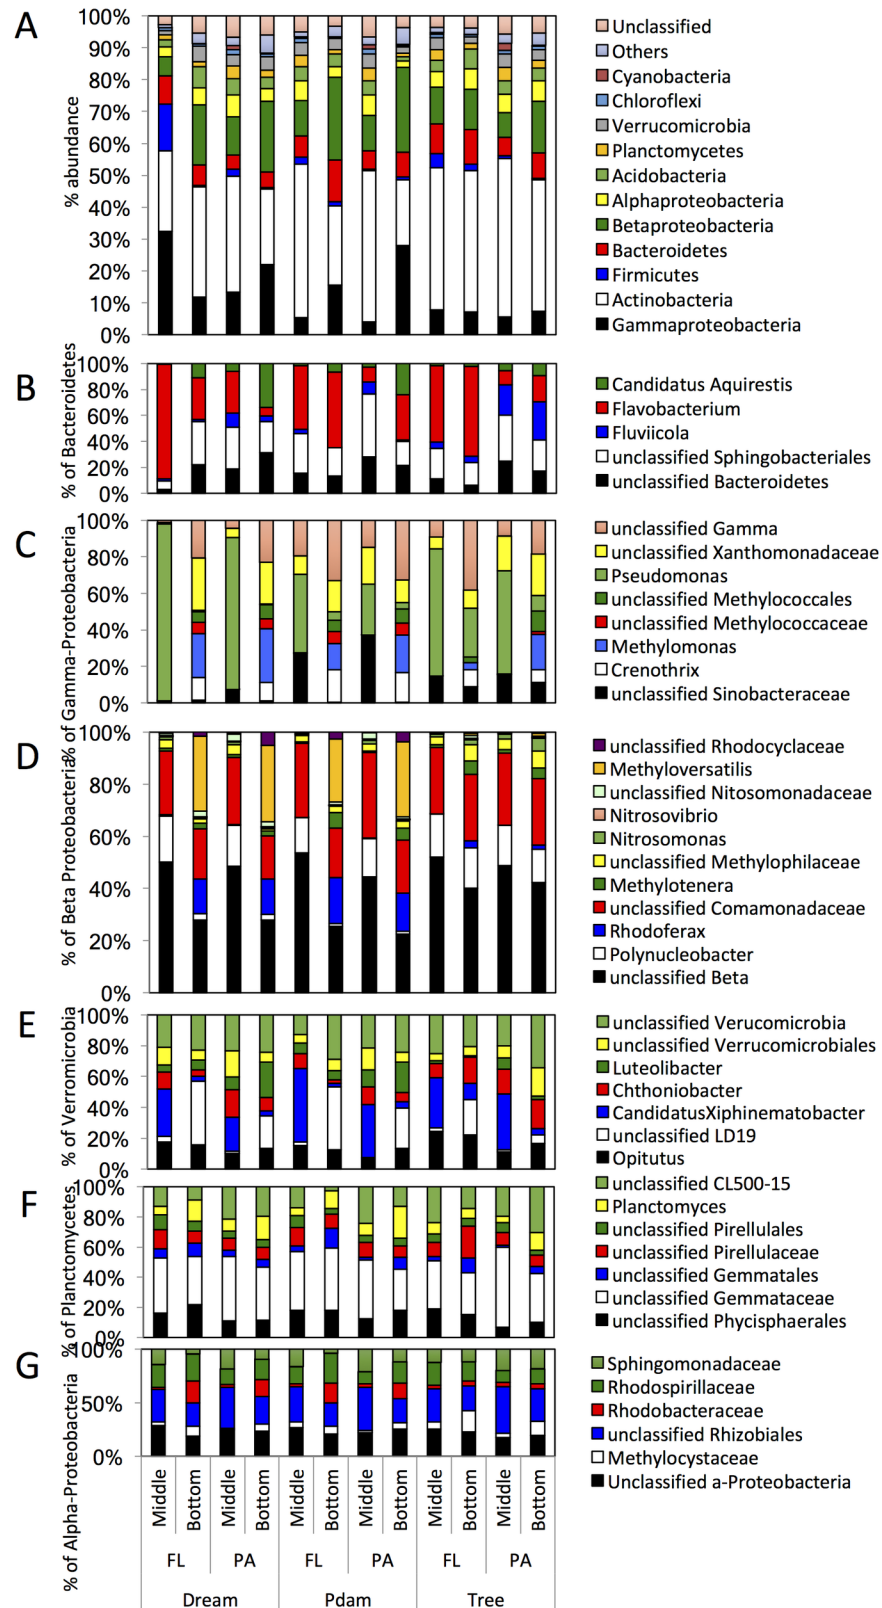 A
100%
90%
80%
70%
60%
50%
40%
30%
20%
10%
0%
% abundance
Unclassified
Others
Cyanobacteria
Chloroflexi
Verrucomicrobia
Planctomycetes
Acidobacteria
Alphaproteobacteria
Betaproteobacteria
Bacteroidetes
Firmicutes
Actinobacteria
Gammaproteobacteria
B
100%
80%
60%
40%
20%
0%
% of Bacteroidetes
Candidatus Aquirestis
Flavobacterium
Fluviicola
unclassified Sphingobacteriales
unclassified Bacteroidetes
C
100%
80%
60%
40%
20%
0%
% of Gamma-Proteobacteria
unclassified Gamma
unclassified Xanthomonadaceae
Pseudomonas
unclassified Methylococcales
unclassified Methylococcaceae
Methylomonas
Crenothrix
unclassified Sinobacteraceae
D
100%
80%
60%
40%
20%
0%
% of Beta Proteobacteria
unclassified Rhodocyclaceae
Methyloversatilis
unclassified Nitosomonadaceae
Nitrosovibrio
Nitrosomonas
unclassified Methylophilaceae
Methylotenera
unclassified Comamonadaceae
Rhodoferax
Polynucleobacter
unclassified Beta
E
100%
80%
60%
40%
20%
0%
% of Verromicrobia
unclassified Verucomicrobia
unclassified Verrucomicrobiales
Luteolibacter
Chthoniobacter
CandidatusXiphinematobacter
unclassified LD19
Opitutus
F
100%
80%
60%
40%
20%
0%
% of Planctomycetes
unclassified CL500-15
Planctomyces
unclassified Pirellulales
unclassified Pirellulaceae
unclassified Gemmatales
unclassified Gemmataceae
unclassified Phycisphaerales
G
100%
50%
0%
% of Alpha-Proteobacteria
Sphingomonadaceae
Rhodospirillaceae
Rhodobacteraceae
unclassified Rhizobiales
Methylocystaceae
Unclassified a-Proteobacteria
Middle Bottom Middle Bottom Middle Bottom Middle Bottom Middle Bottom Middle Bottom
FL PA FL PA FL PA
Dream Pdam Tree